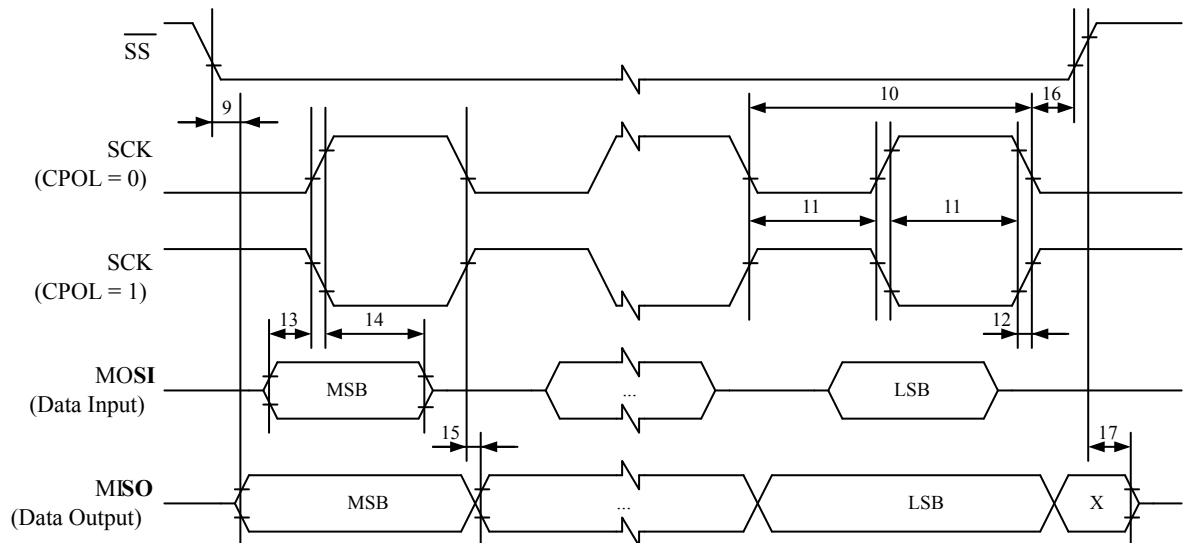 SS
9
10
16
SCK
(CPOL = 0)
11
11
SCK
(CPOL = 1)
13
14
12
MOSI
(Data Input)
MSB
...
LSB
15
17
MISO
(Data Output)
MSB
...
LSB
X